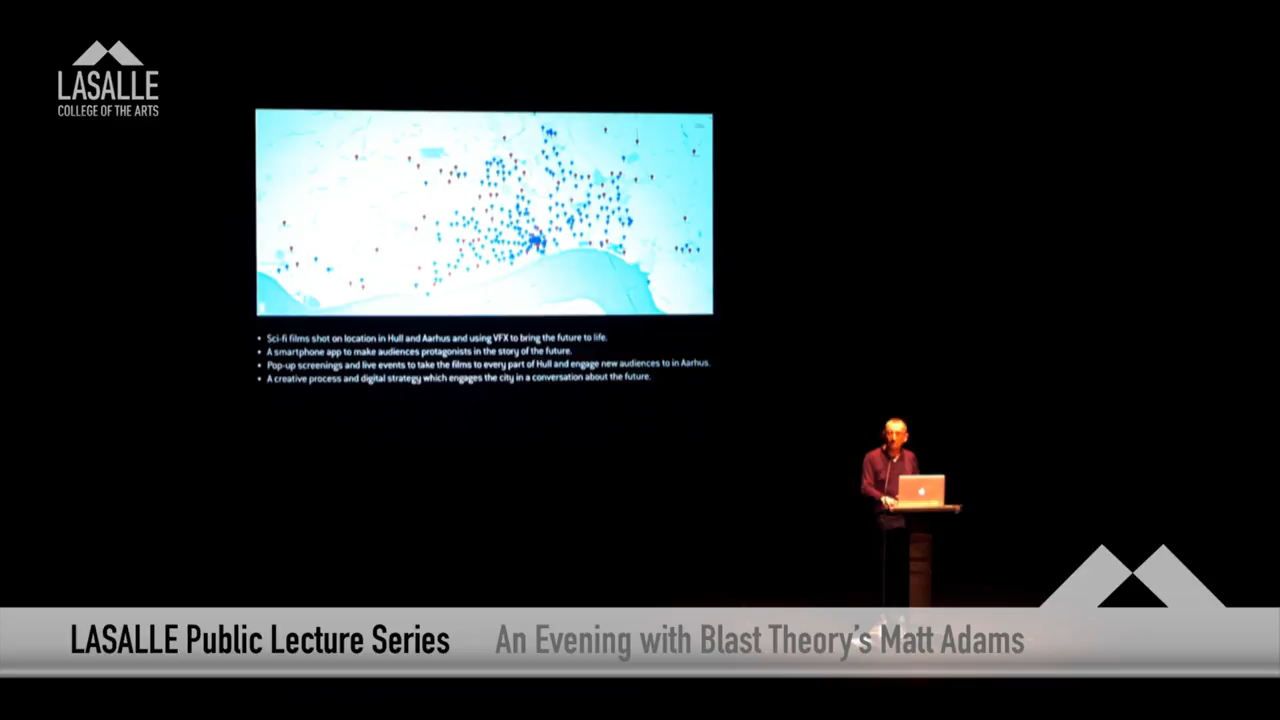 LASALLE
COLLEGE OF THE ARTS
• Sci-fi films shot on location in Hull and Aarhus and using VFX to bring the future to life.
• A smartphone app to make audiences protagonists in the story of the future.
• Pop-up screenings and live events to take the films to every part of Hull and engage new audiences to in Aarhus.
• A creative process and digital strategy which engages the city in a conversation about the future.
LASALLE Public Lecture Series An Evening with Blast Theory's Matt Adams